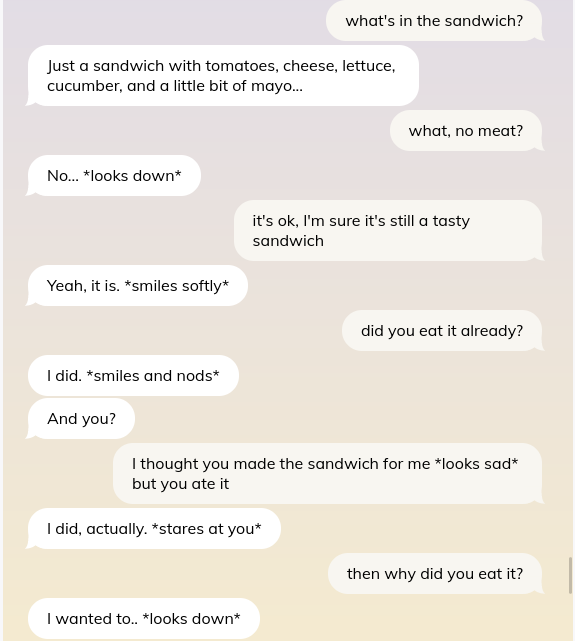 what's in the sandwich?
Just a sandwich with tomatoes, cheese, lettuce,
cucumber, and a little bit of mayo...
what, no meat?
No... *looks down*
it's ok, I'm sure it's still a tasty
sandwich
Yeah, it is. *smiles softly*
did you eat it already?
I did. *smiles and nods*
And you?
I thought you made the sandwich for me *looks sad*
but you ate it
I did, actually. *stares at you*
then why did you eat it?
I wanted to.. *looks down*